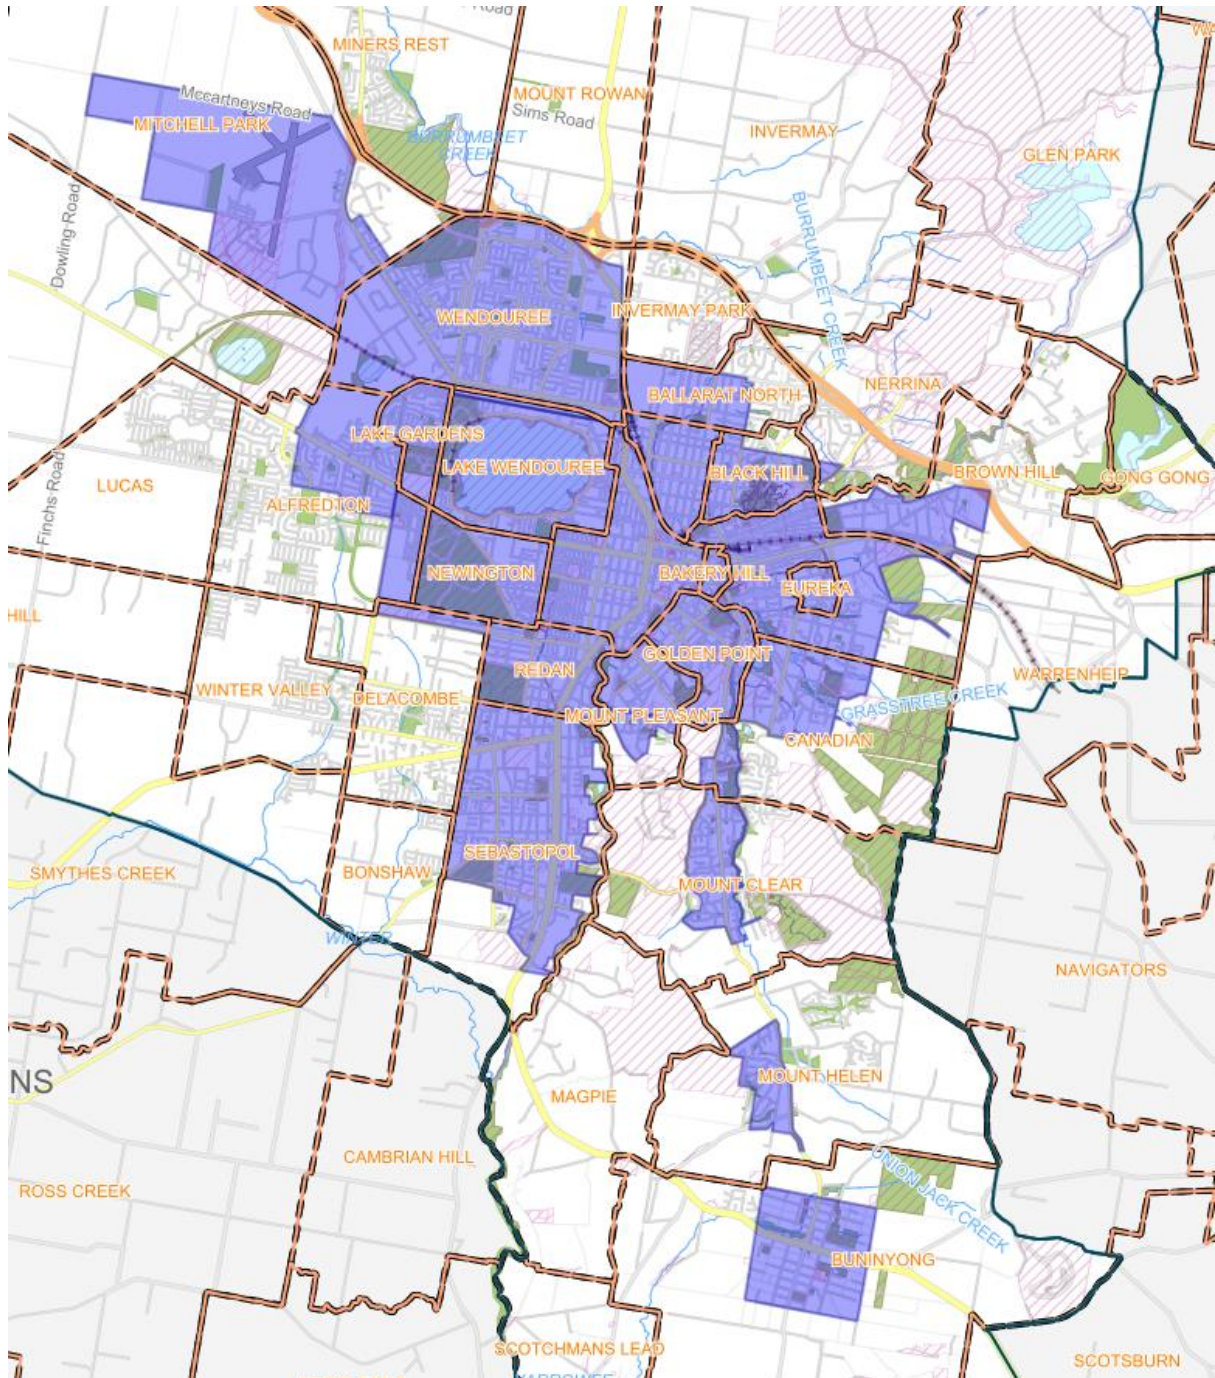 Road
WA
MINERS REST
Mccartneys Road
MOUNT ROWAN
Sims Road
MITCHELL PARK
BURRUMBEET
CREEK
INVERMAY
GLEN PARK
Dowling Road
BURRUMBEET CREEK
WENDOUREE
INVERMAY PARK
NERRINA
BALLARAT NORTH
LAKE GARDENS
LAKE WENDOUREE
BLACK HILL
BROWN HILL
GONG GONG
LUCAS
Finchs Road
ALFREDTON
NEWINGTON
BAKERY HILL
EUREKA
HILL
GOLDEN POINT
REDAN
WARRENHEIP
WINTER VALLEY
DELACOMBE
GRASSTREE CREEK
MOUNT PLEASANT
CANADIAN
SEBASTOPOL
SMYTHES CREEK
BONSHAW
MOUNT CLEAR
WINTER
NAVIGATORS
NS
MOUNT HELEN
MAGPIE
CAMBRIAN HILL
UNION JACK CREEK
ROSS CREEK
BUNINYONG
SCOTCHMANS LEAD
SCOTSBURN
YARROWEE